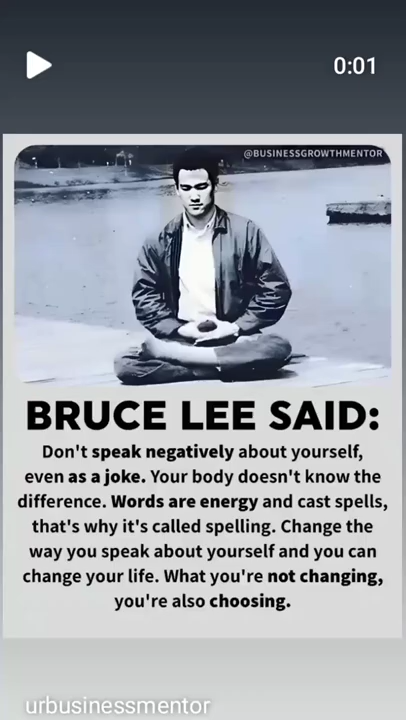 0:01
@BUSINESSGROWTHMENTOR
BRUCE LEE SAID:
Don't speak negatively about yourself,
even as a joke. Your body doesn't know the
difference. Words are energy and cast spells,
that's why it's called spelling. Change the
way you speak about yourself and you can
change your life. What you're not changing,
you're also choosing.
urbusinessmentor